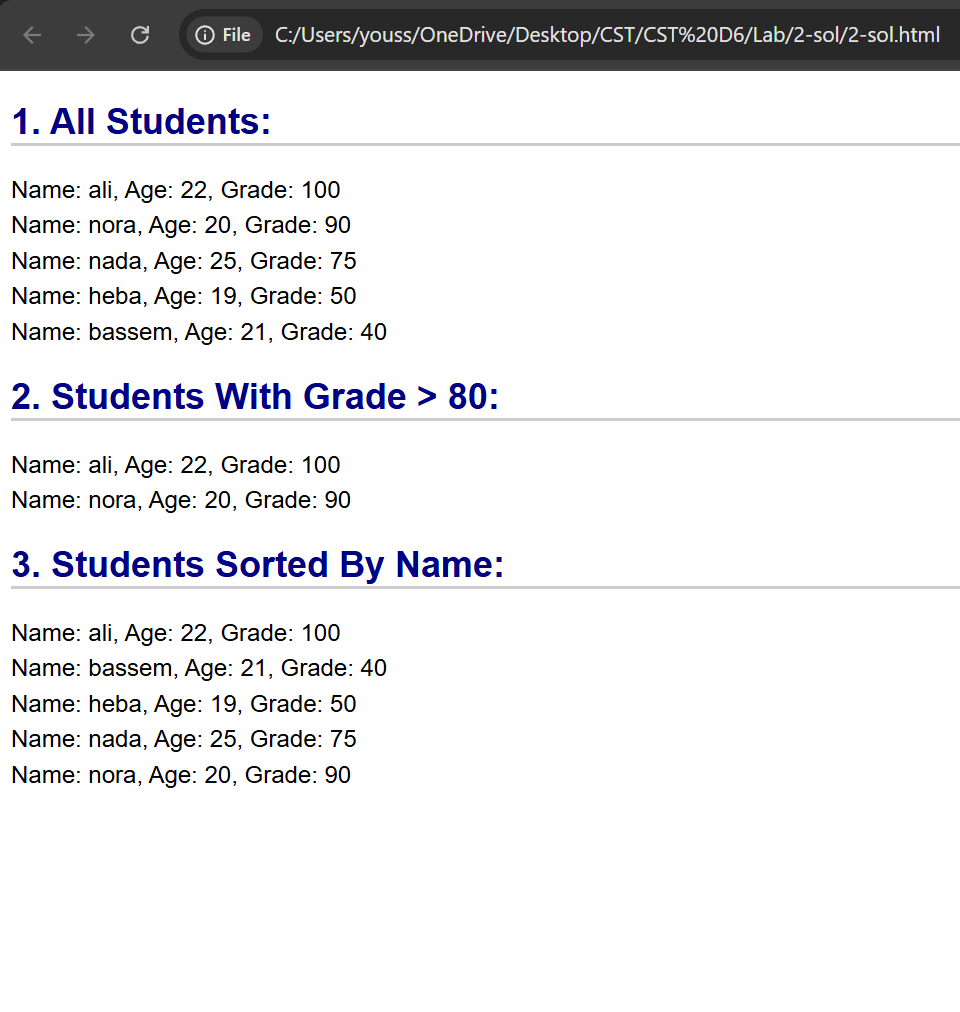 File C:/Users/youss/OneDrive/Desktop/CST/CST%20D6/Lab/2-sol/2-sol.html
1. All Students:
Name: ali, Age: 22, Grade: 100
Name: nora, Age: 20, Grade: 90
Name: nada, Age: 25, Grade: 75
Name: heba, Age: 19, Grade: 50
Name: bassem, Age: 21, Grade: 40
2. Students With Grade > 80:
Name: ali, Age: 22, Grade: 100
Name: nora, Age: 20, Grade: 90
3. Students Sorted By Name:
Name: ali, Age: 22, Grade: 100
Name: bassem, Age: 21, Grade: 40
Name: heba, Age: 19, Grade: 50
Name: nada, Age: 25, Grade: 75
Name: nora, Age: 20, Grade: 90